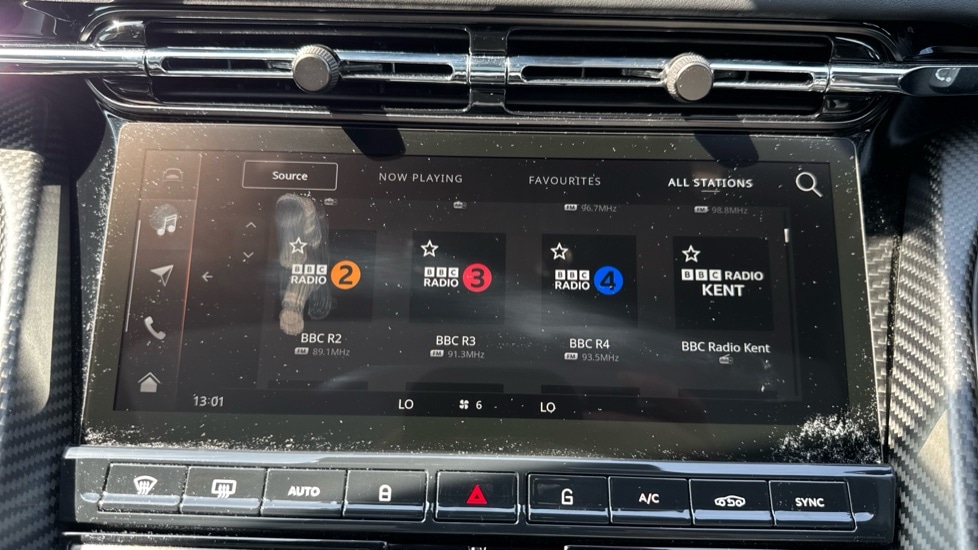 Source NOW PLAYING FAVOURITES ALL STATIONS
FM 96.7MHz FM 98.8MHz
BBC RADIO 2 BBC RADIO 3 BBC RADIO 4 BBC RADIO KENT
BBC R2 BBC R3 BBC R4 BBC Radio Kent
FM 89.1MHz FM 91.3MHz FM 93.5MHz
13:01 LO 6 LO
AUTO A/C SYNC